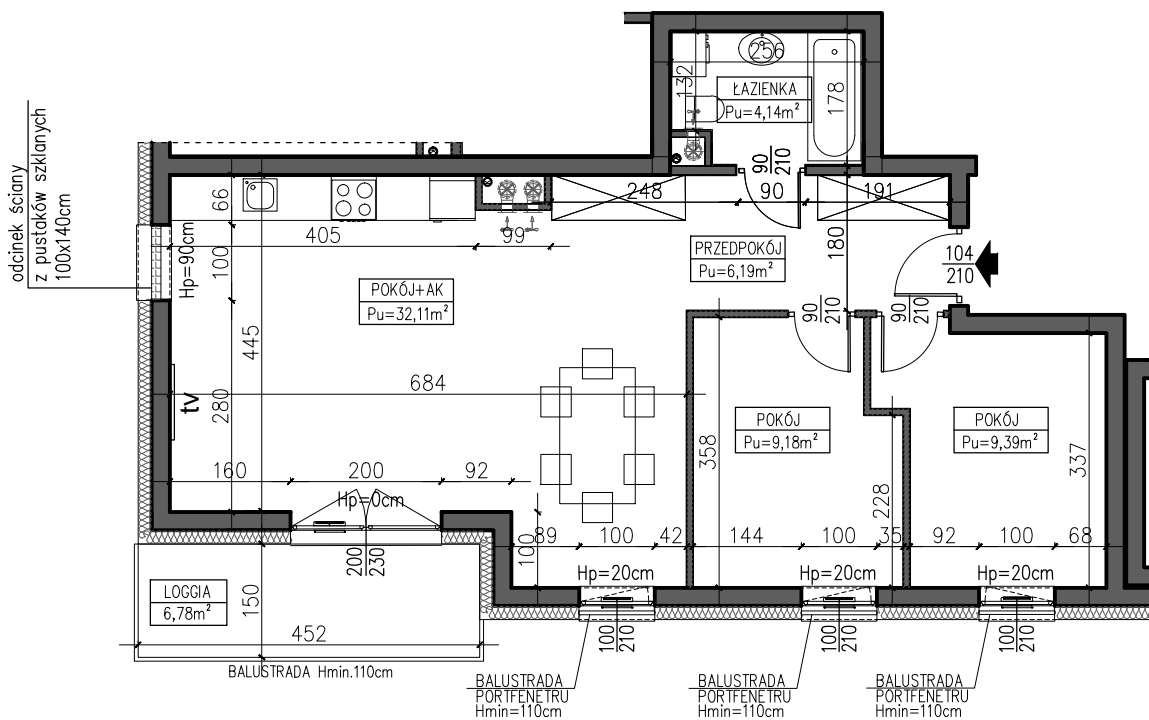 256
132
ŁAZIENKA
Pu=4,14m²
178
90
210
odcinek ściany
z pustaków szklanych
100x140cm
66
248
90
191
405
99
Hp=90cm
100
PRZEDPOKÓJ
Pu=6,19m²
180
104
210
POKÓJ+AK
Pu=32,11m²
90
210
90
210
445
684
tv
280
POKÓJ
Pu=9,18m²
POKÓJ
Pu=9,39m²
358
337
160
200
92
Hp=0cm
228
100
89
100
42
144
100
35
92
100
68
200
230
Hp=20cm
Hp=20cm
Hp=20cm
LOGGIA
6,78m²
150
452
100
210
100
210
100
210
BALUSTRADA Hmin.110cm
BALUSTRADA
PORTFENETRU
Hmin=110cm
BALUSTRADA
PORTFENETRU
Hmin=110cm
BALUSTRADA
PORTFENETRU
Hmin=110cm